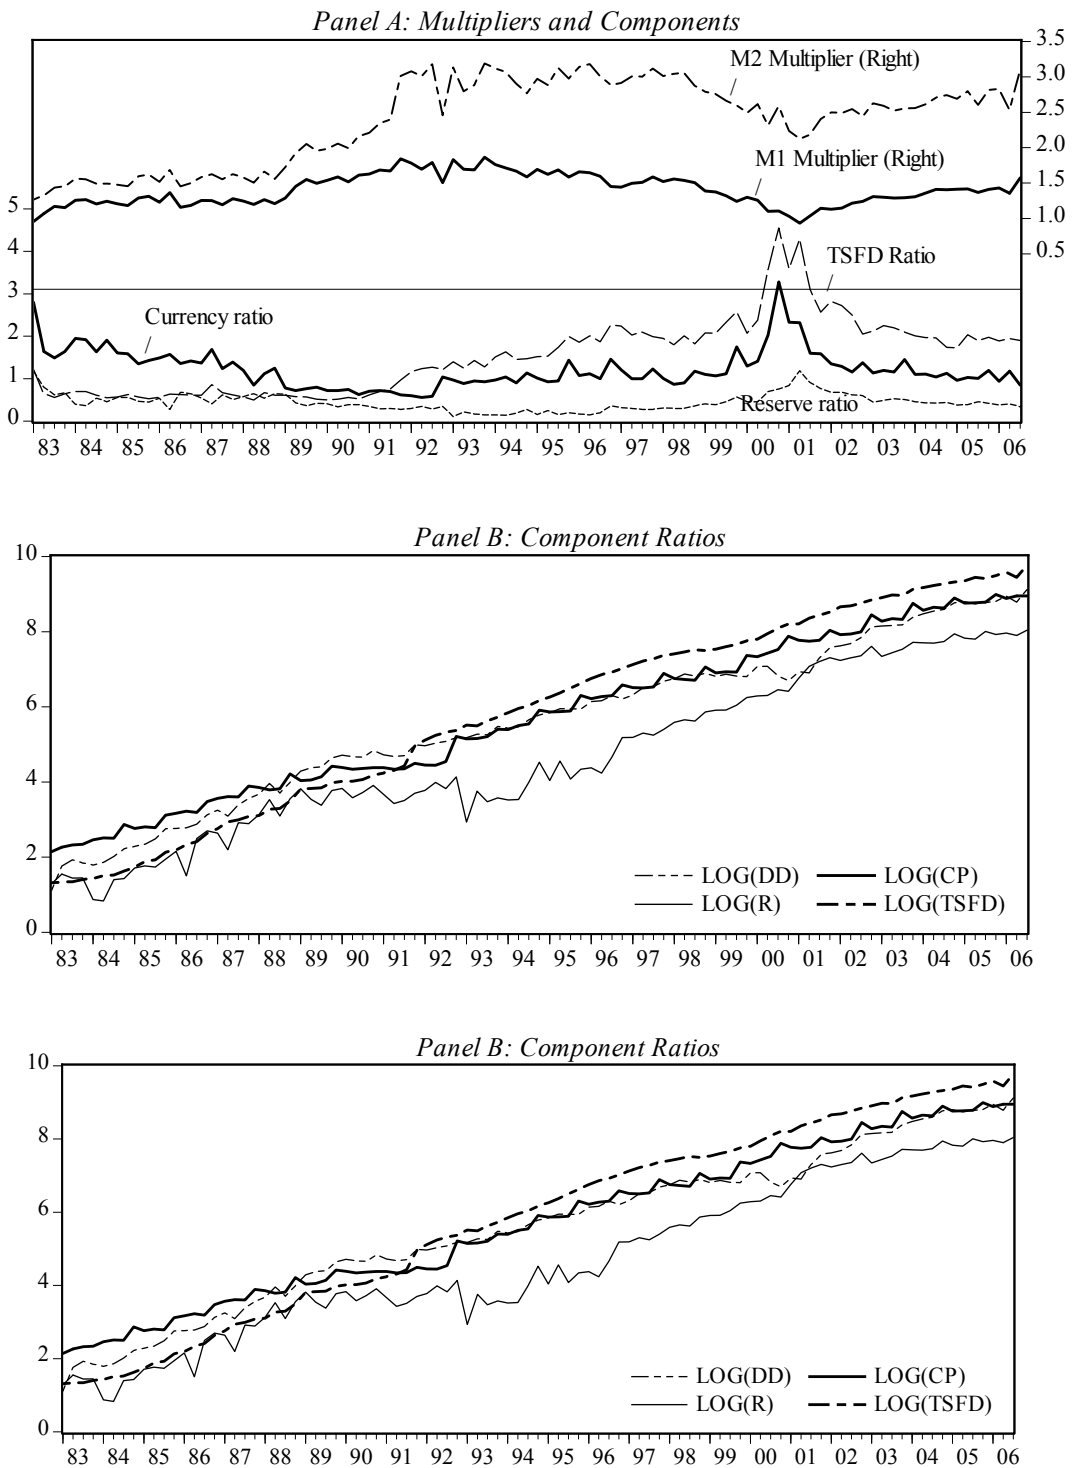 Panel A: Multipliers and Components
3.5
M2 Multiplier (Right)
3.0
2.5
2.0
M1 Multiplier (Right)
1.5
5
1.0
4
TSFD Ratio
0.5
3
Currency ratio
2
1
Reserve ratio
0
83 84 85 86 87 88 89 90 91 92 93 94 95 96 97 98 99 00 01 02 03 04 05 06
Panel B: Component Ratios
10
8
6
4
2
LOG(DD) LOG(CP)
LOG(R) LOG(TSFD)
0
83 84 85 86 87 88 89 90 91 92 93 94 95 96 97 98 99 00 01 02 03 04 05 06
Panel B: Component Ratios
10
8
6
4
2
LOG(DD) LOG(CP)
LOG(R) LOG(TSFD)
0
83 84 85 86 87 88 89 90 91 92 93 94 95 96 97 98 99 00 01 02 03 04 05 06